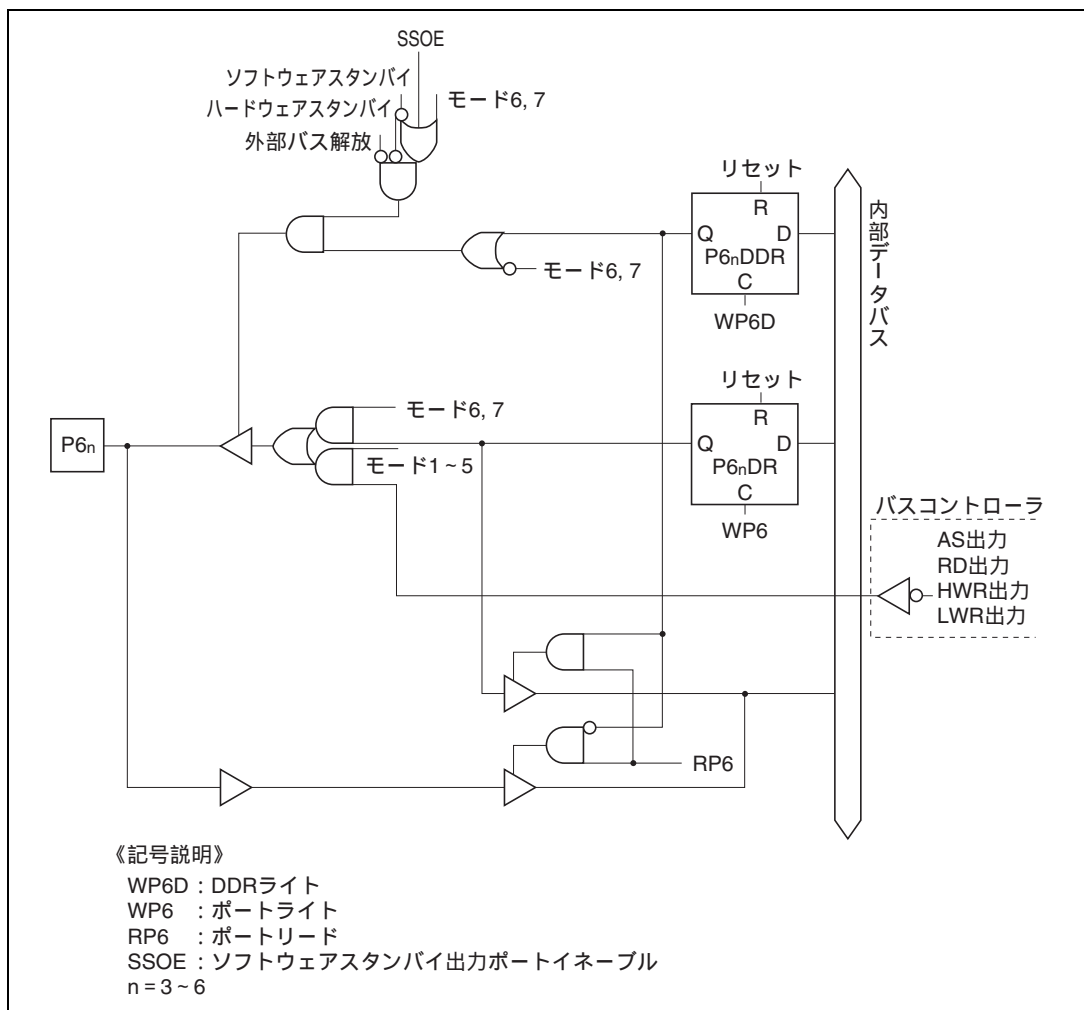 SSOE
ソフトウェアスタンバイ
ハードウェアスタンバイ
モード6, 7
外部バス解放
リセット
R
Q
D
P6nDDR
C
WP6D
モード6, 7
内部データバス
リセット
R
Q
D
P6nDR
C
WP6
モード6, 7
P6n
モード1~5
バスコントローラ
AS出力
RD出力
HWR出力
LWR出力
RP6
《記号説明》
WP6D : DDRライト
WP6 : ポートライト
RP6 : ポートリード
SSOE : ソフトウェアスタンバイ出力ポートイネーブル
n = 3~6